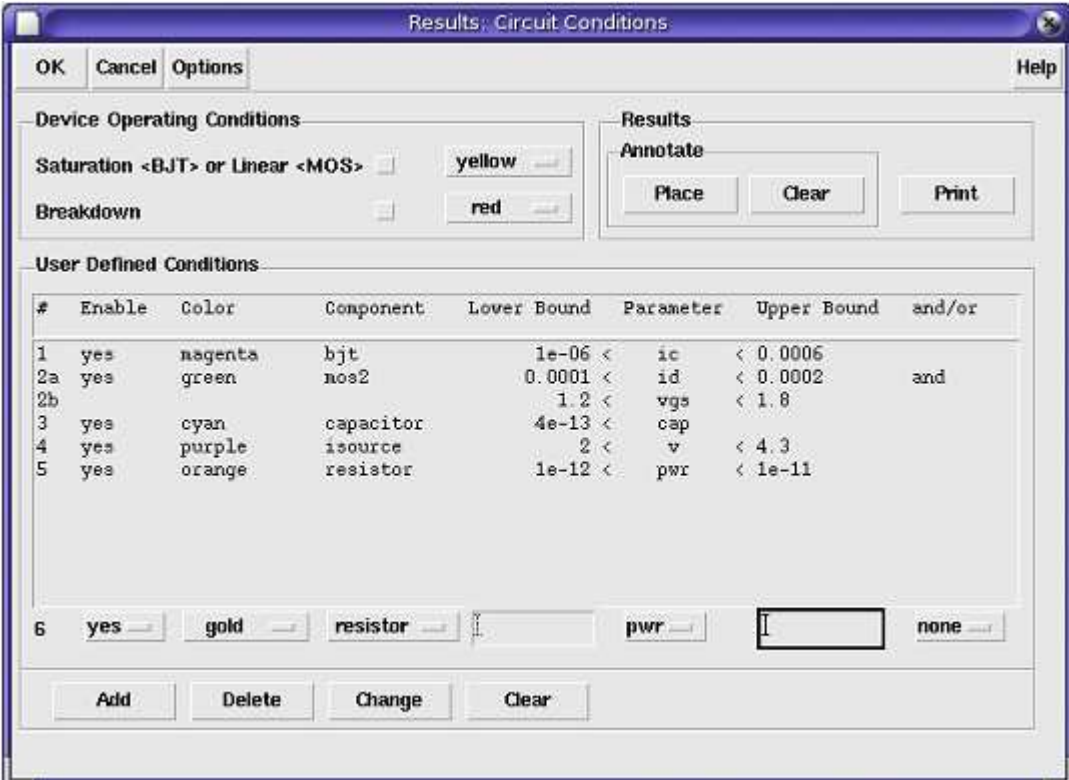 Results: Circuit Conditions
OK Cancel Options Help
Device Operating Conditions
Saturation <BJT> or Linear <MOS> yellow
Breakdown red
Results
Annotate
Place Clear Print
User Defined Conditions
# Enable Color Component Lower Bound Parameter Upper Bound and/or
1 yes magenta bjt 1e-06 < ic < 0.0006
2a yes green mos2 0.0001 < id < 0.0002 and
2b 1.2 < vgs < 1.8
3 yes cyan capacitor 4e-13 < cap
4 yes purple isource 2 < v < 4.3
5 yes orange resistor 1e-12 < pwr < 1e-11
6 yes gold resistor pwr none
Add Delete Change Clear